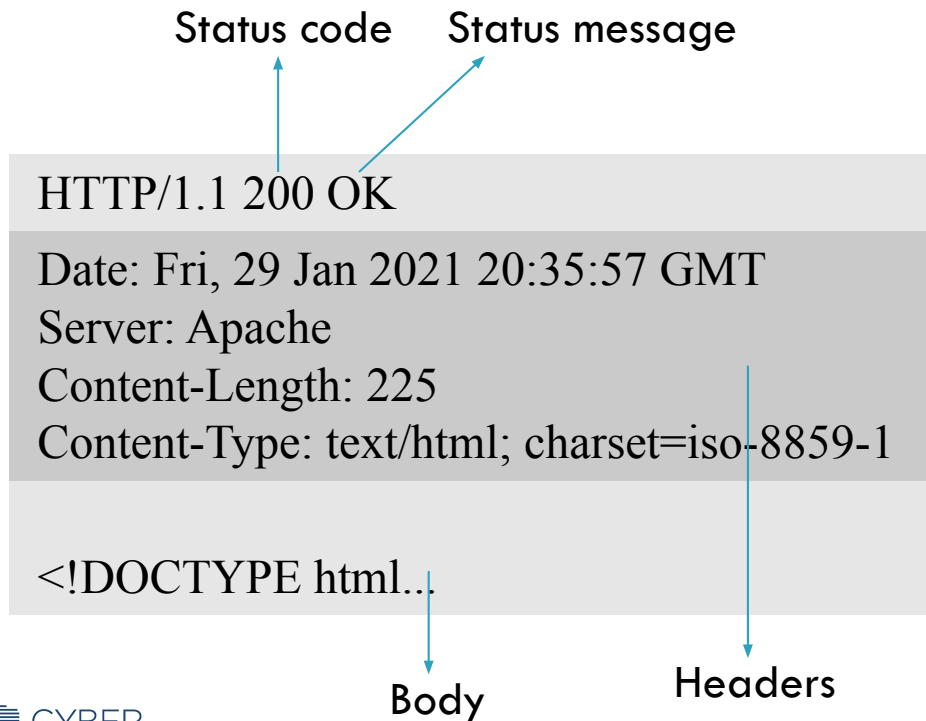 Status code Status message
HTTP/1.1 200 OK
Date: Fri, 29 Jan 2021 20:35:57 GMT
Server: Apache
Content-Length: 225
Content-Type: text/html; charset=iso-8859-1
<!DOCTYPE html...
Body Headers
CYBER